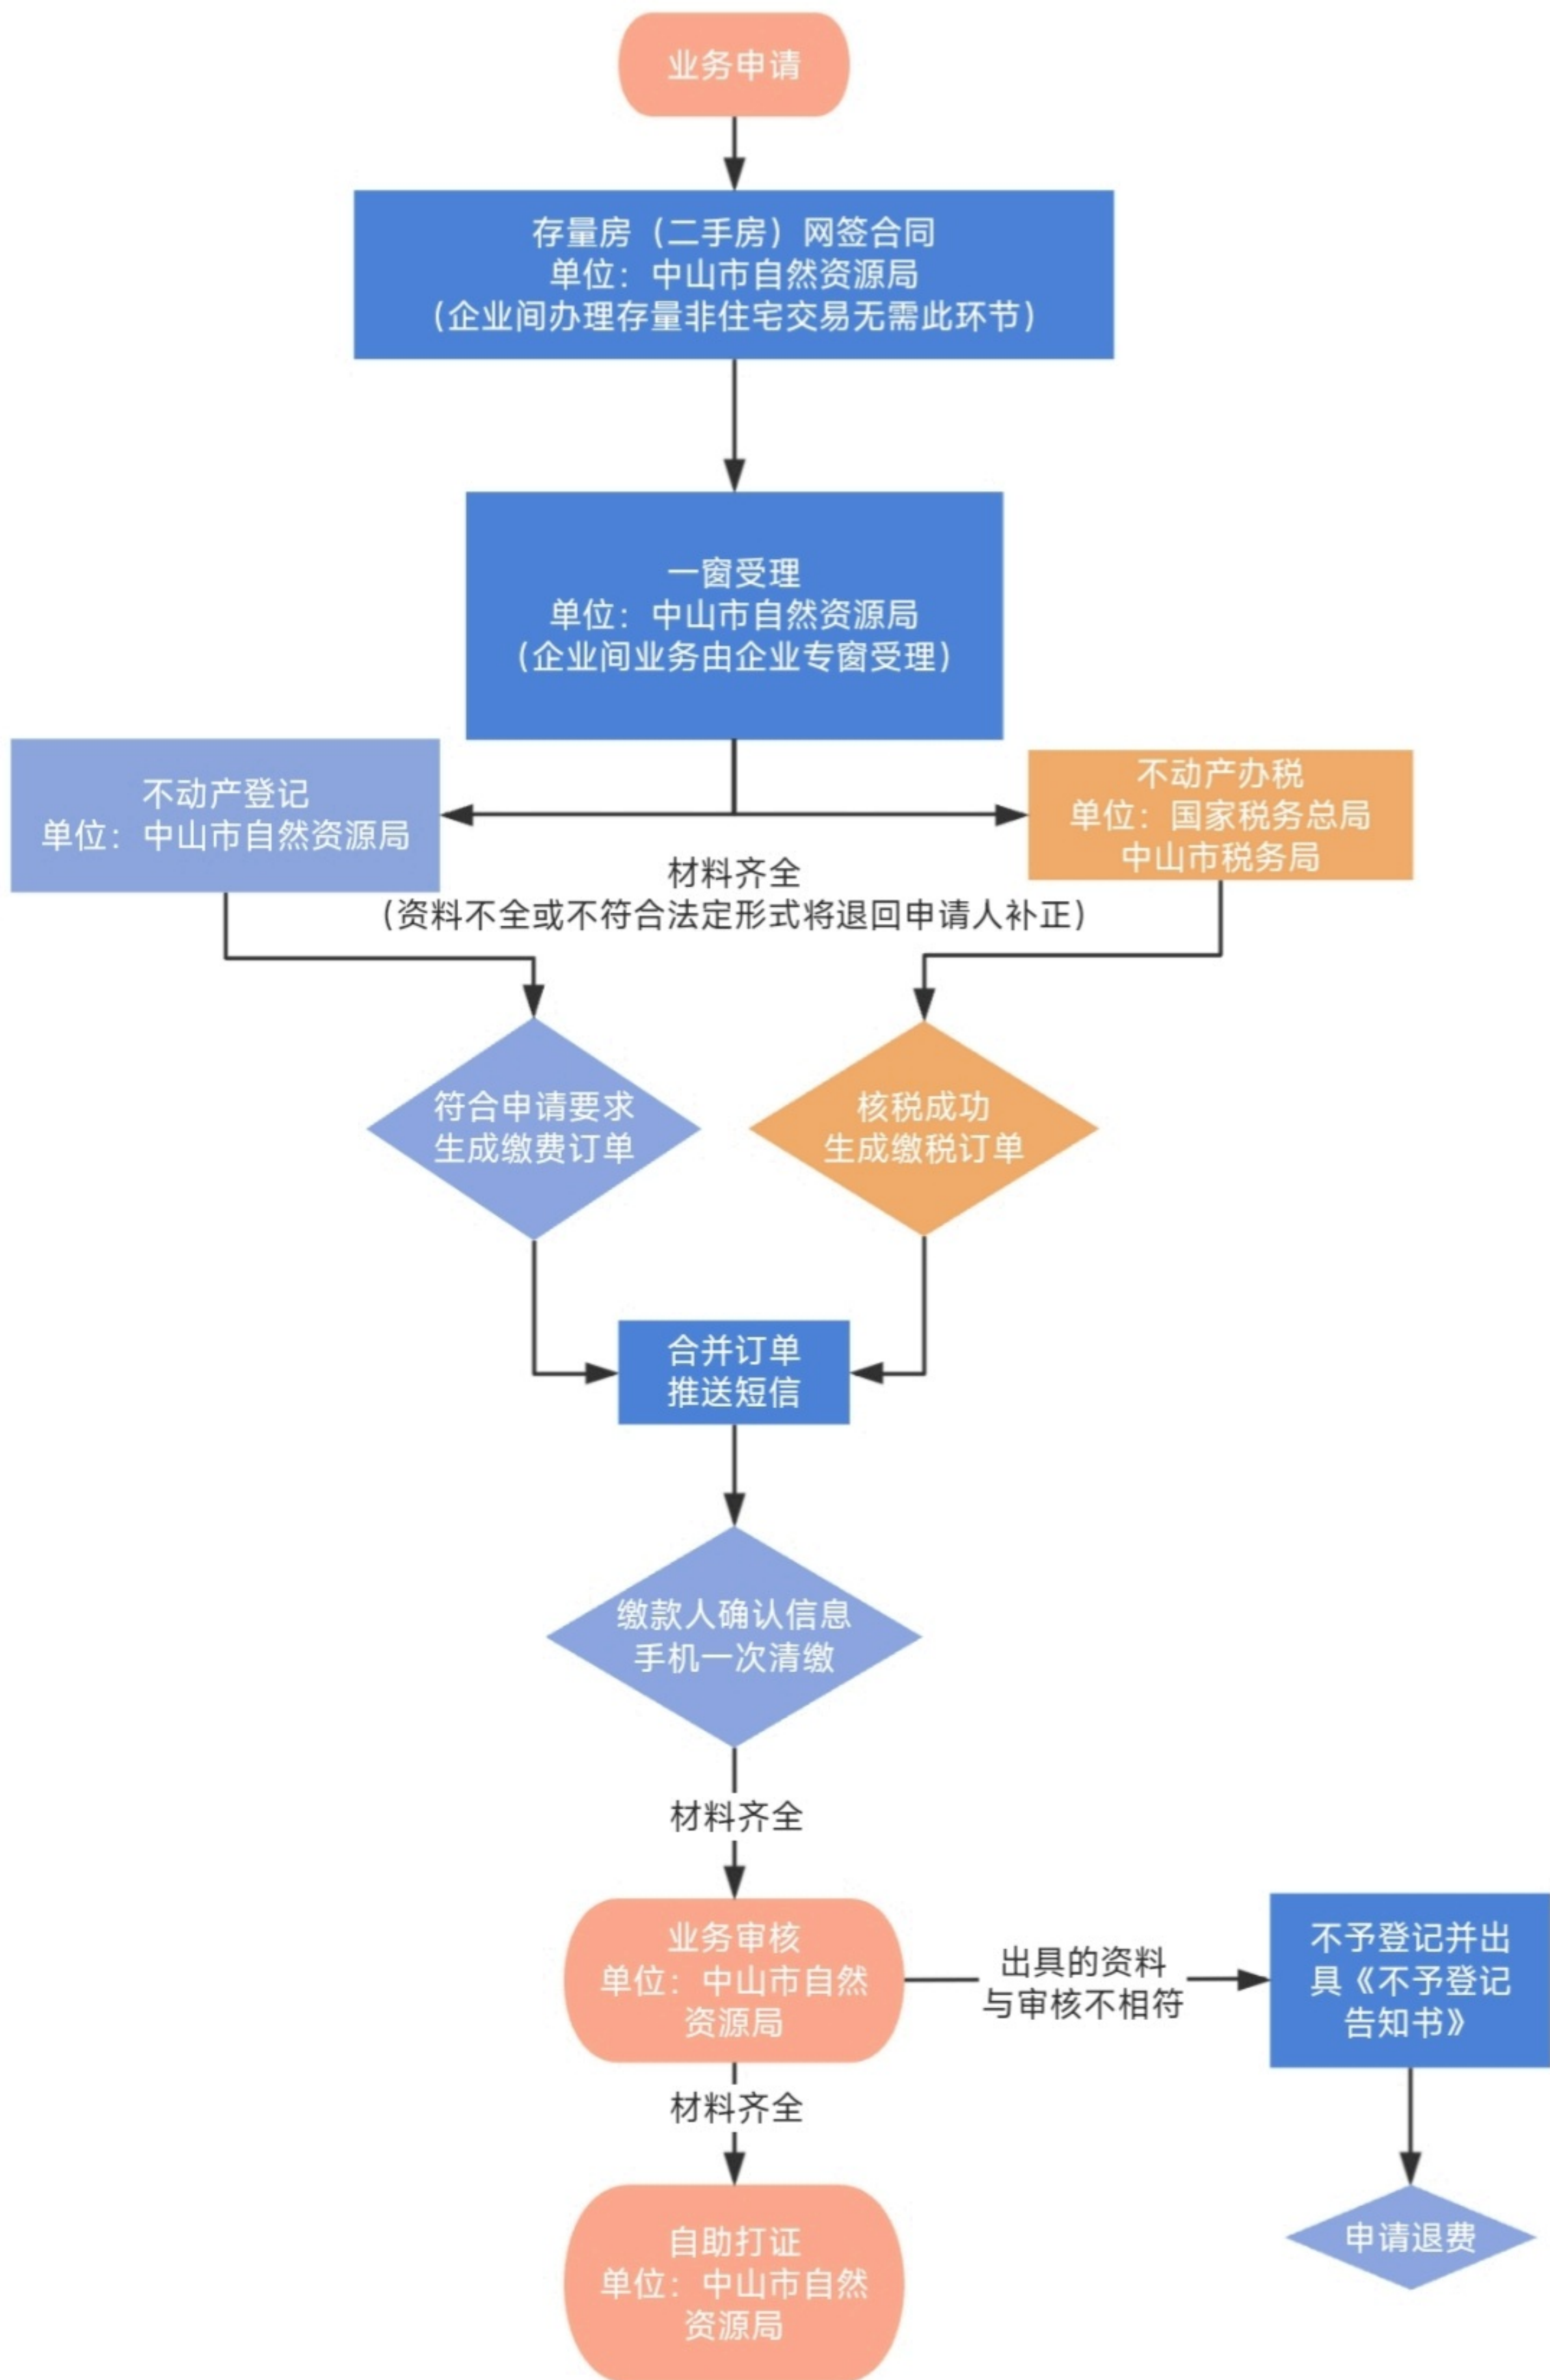 业务申请
存量房（二手房）网签合同
单位：中山市自然资源局
（企业间办理存量非住宅交易无需此环节）
一窗受理
单位：中山市自然资源局
（企业间业务由企业专窗受理）
不动产登记
单位：中山市自然资源局
不动产办税
单位：国家税务总局
中山市税务局
材料齐全
（资料不全或不符合法定形式将退回申请人补正）
符合申请要求
生成缴费订单
核税成功
生成缴税订单
合并订单
推送短信
缴款人确认信息
手机一次清缴
材料齐全
业务审核
单位：中山市自然
资源局
出具的资料
与审核不相符
不予登记并出
具《不予登记
告知书》
材料齐全
自助打证
单位：中山市自然
资源局
申请退费